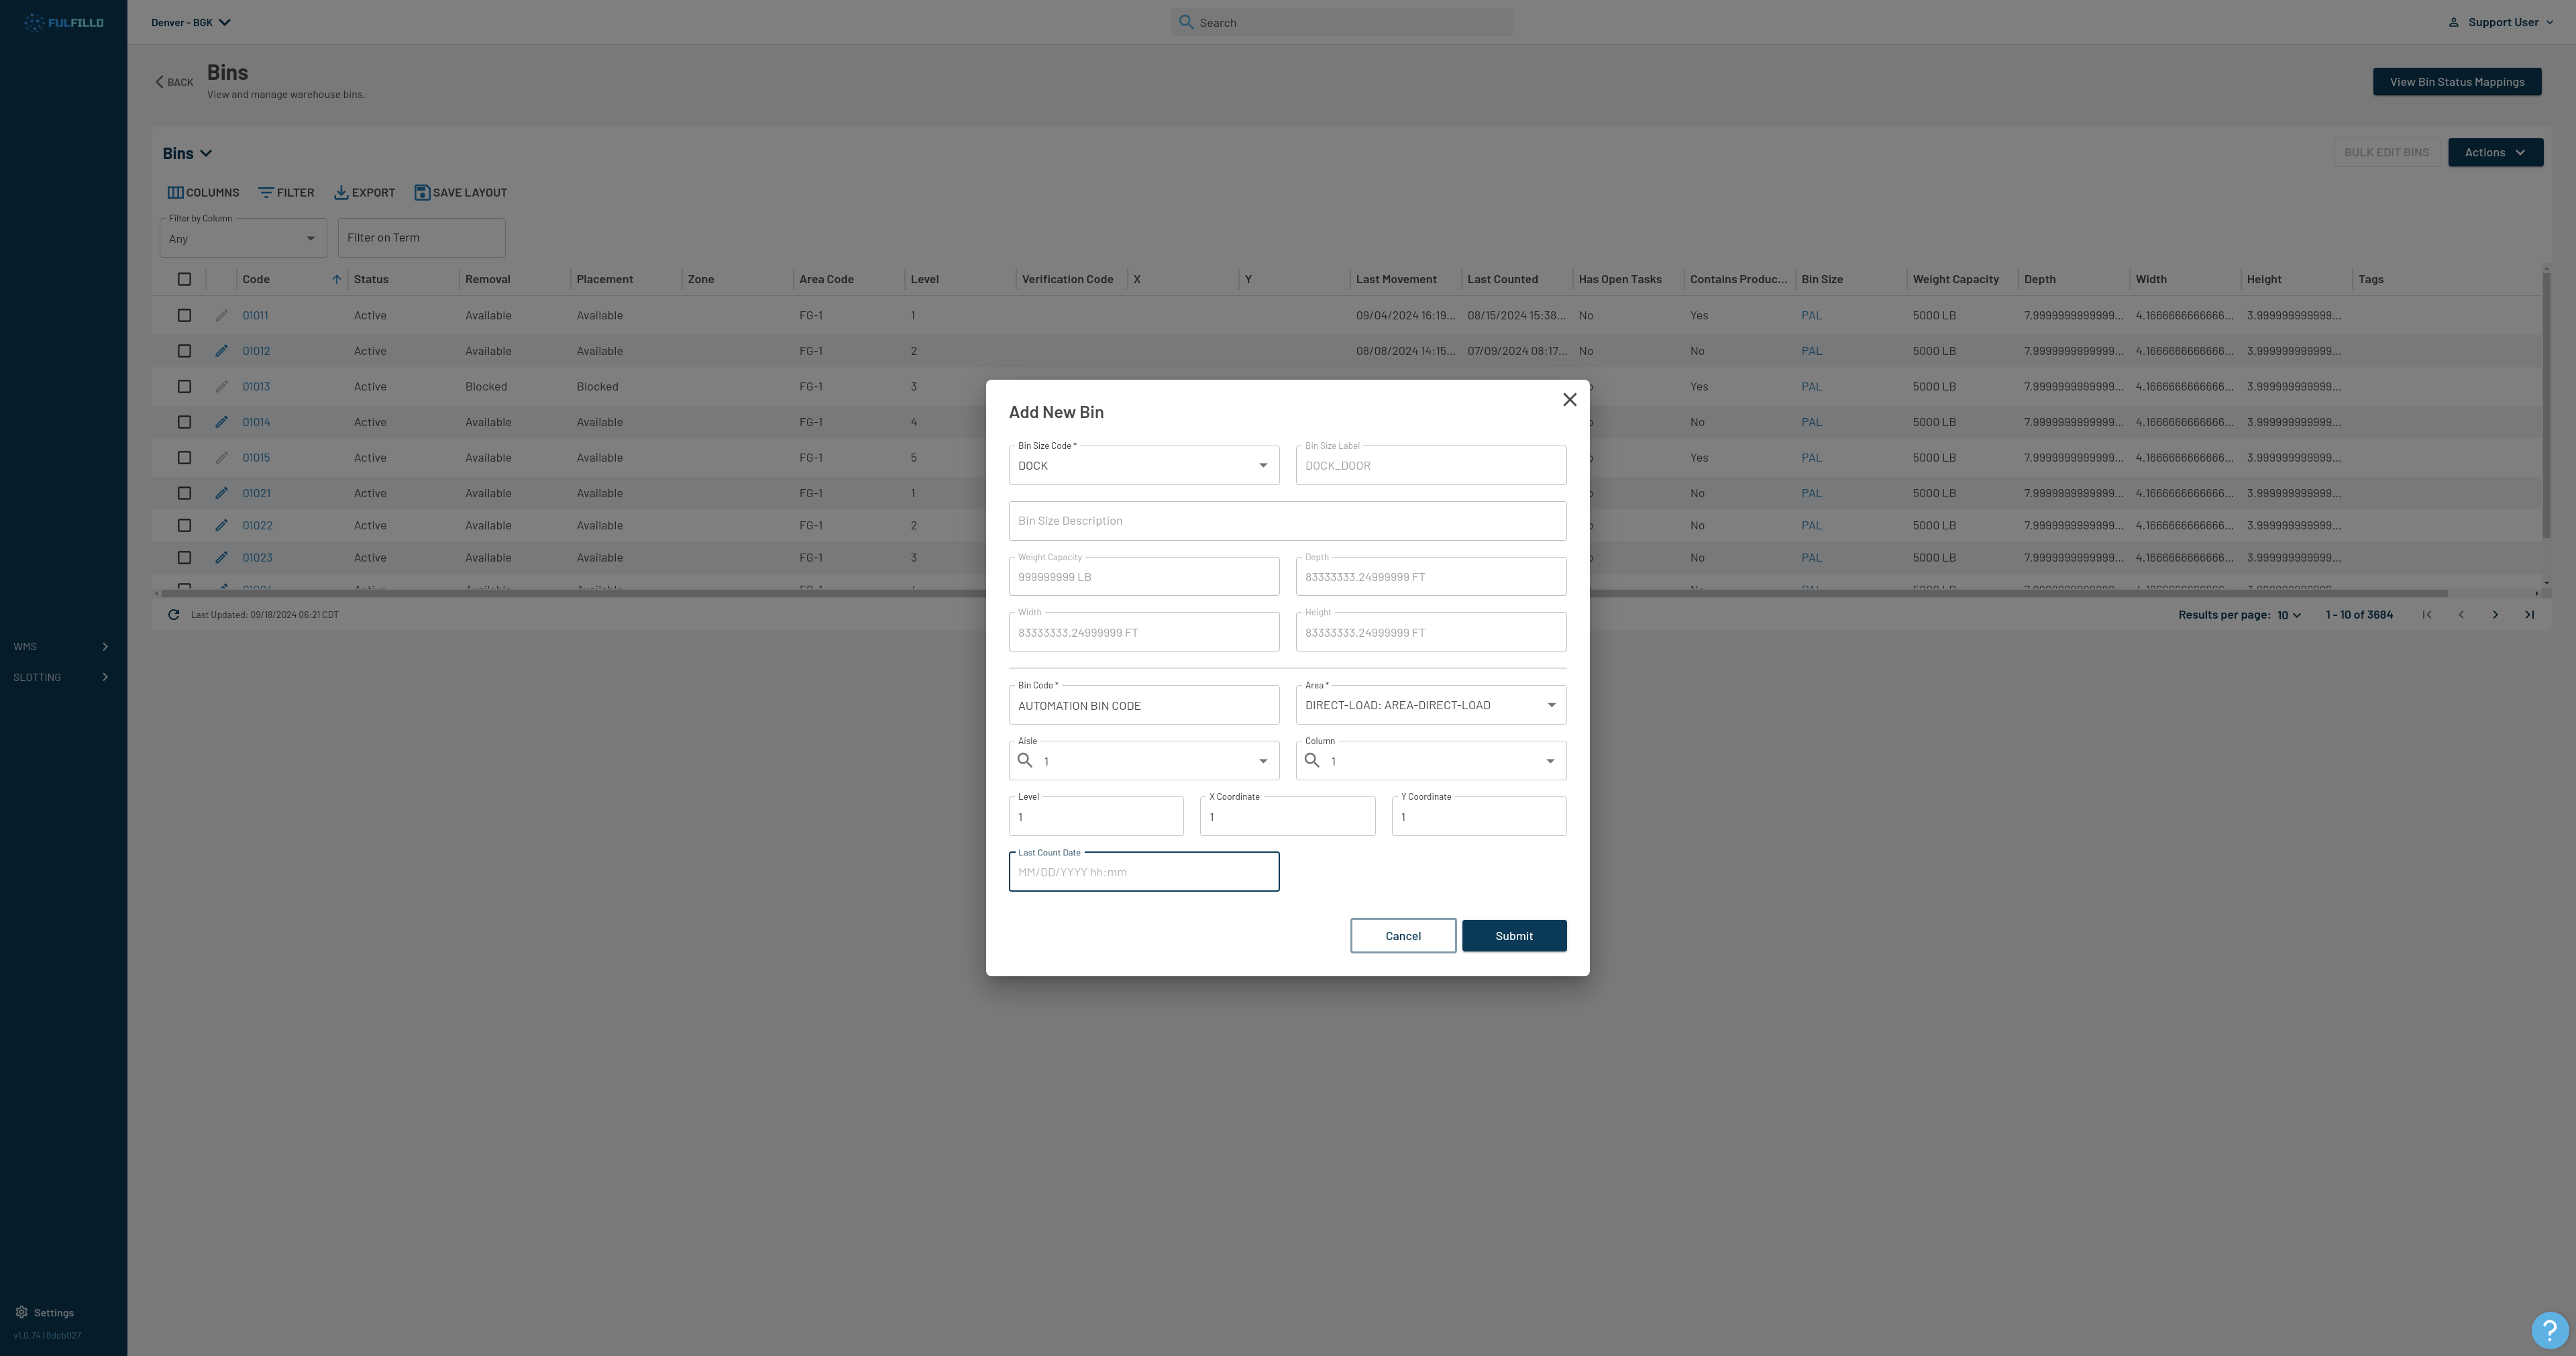 FULFILLD
Denver - BGK
Search
Support User
BACK
Bins
View and manage warehouse bins.
View Bin Status Mappings
Bins
BULK EDIT BINS
Actions
COLUMNS FILTER EXPORT SAVE LAYOUT
Filter by Column
Any
Filter on Term
Code Status Removal Placement Zone Area Code Level Verification Code X Y Last Movement Last Counted Has Open Tasks Contains Produc... Bin Size Weight Capacity Depth Width Height Tags
01011 Active Available Available FG-1 1 09/04/2024 16:19... 08/15/2024 15:38... No Yes PAL 5000 LB 7.9999999999999... 4.1666666666666... 3.999999999999...
01012 Active Available Available FG-1 2 08/08/2024 14:15... 07/09/2024 08:17... No No PAL 5000 LB 7.9999999999999... 4.1666666666666... 3.999999999999...
01013 Active Blocked Blocked FG-1 3 Yes PAL 5000 LB 7.9999999999999... 4.1666666666666... 3.999999999999...
01014 Active Available Available FG-1 4 No PAL 5000 LB 7.9999999999999... 4.1666666666666... 3.999999999999...
01015 Active Available Available FG-1 5 Yes PAL 5000 LB 7.9999999999999... 4.1666666666666... 3.999999999999...
01021 Active Available Available FG-1 1 No PAL 5000 LB 7.9999999999999... 4.1666666666666... 3.999999999999...
01022 Active Available Available FG-1 2 No PAL 5000 LB 7.9999999999999... 4.1666666666666... 3.999999999999...
01023 Active Available Available FG-1 3 No PAL 5000 LB 7.9999999999999... 4.1666666666666... 3.999999999999...
Last Updated: 09/18/2024 06:21 CDT
Results per page: 10 1 - 10 of 3684
Add New Bin
Bin Size Code *
DOCK
Bin Size Label
DOCK_DOOR
Bin Size Description
Weight Capacity
999999999 LB
Depth
83333333.24999999 FT
Width
83333333.24999999 FT
Height
83333333.24999999 FT
Bin Code *
AUTOMATION BIN CODE
Area *
DIRECT-LOAD: AREA-DIRECT-LOAD
Aisle
1
Column
1
Level
1
X Coordinate
1
Y Coordinate
1
Last Count Date
MM/DD/YYYY hh:mm
Cancel
Submit
WMS
SLOTTING
Settings
v1.0.74 | 8dcb027
?